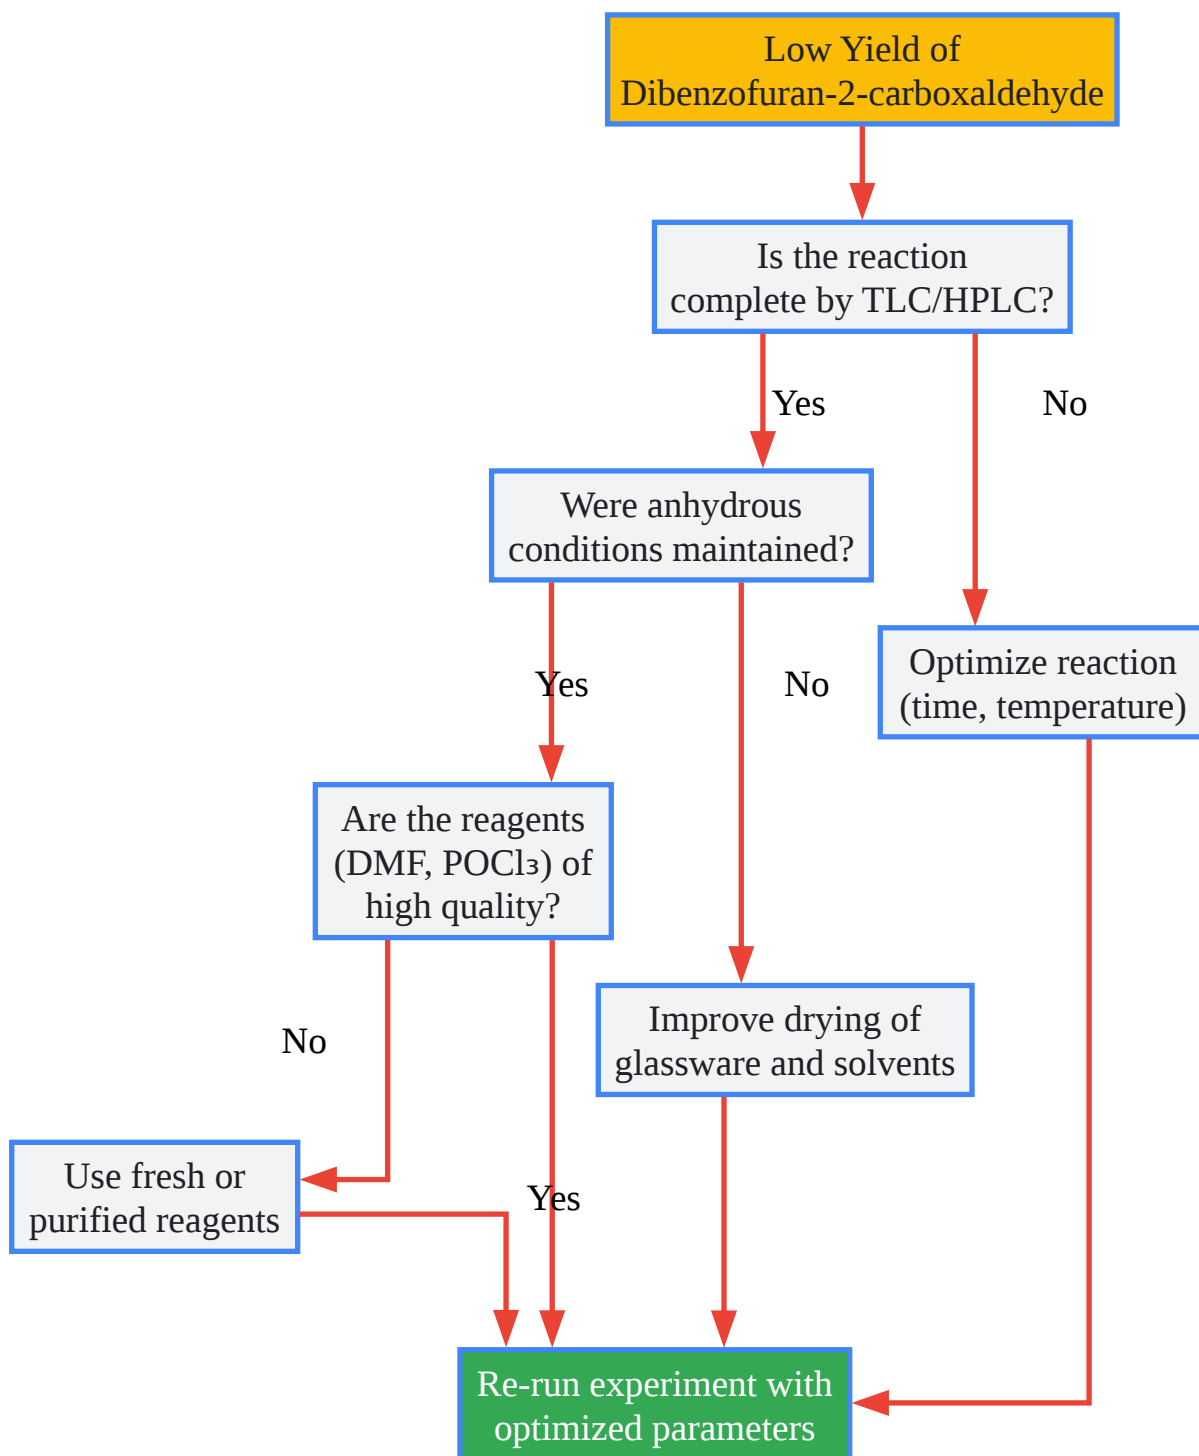 Low Yield of
Dibenzofuran-2-carboxaldehyde
Is the reaction
complete by TLC/HPLC?
Yes
No
Were anhydrous
conditions maintained?
Yes
No
Optimize reaction
(time, temperature)
Are the reagents
(DMF, POCl₃) of
high quality?
No
Improve drying of
glassware and solvents
Use fresh or
purified reagents
Yes
Re-run experiment with
optimized parameters